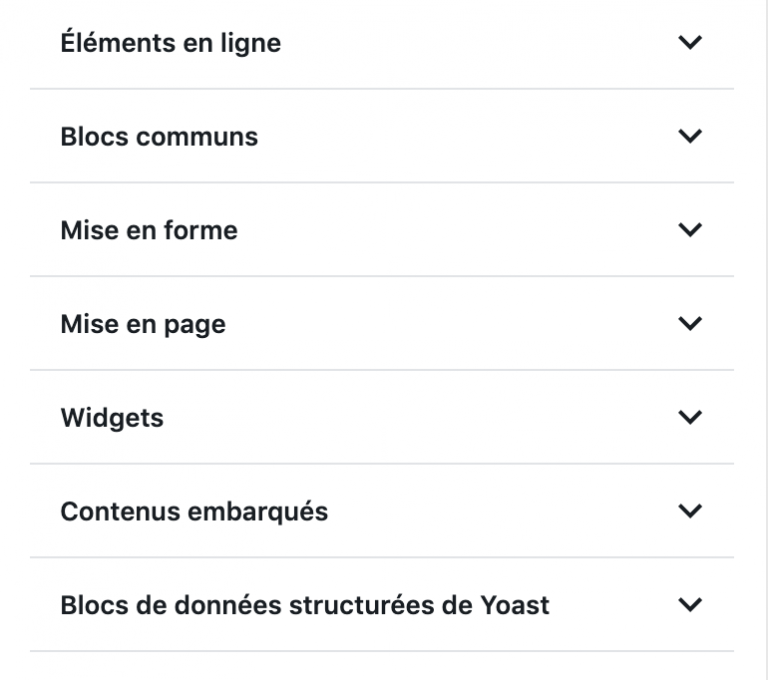 Éléments en ligne
Blocs communs
Mise en forme
Mise en page
Widgets
Contenus embarqués
Blocs de données structurées de Yoast